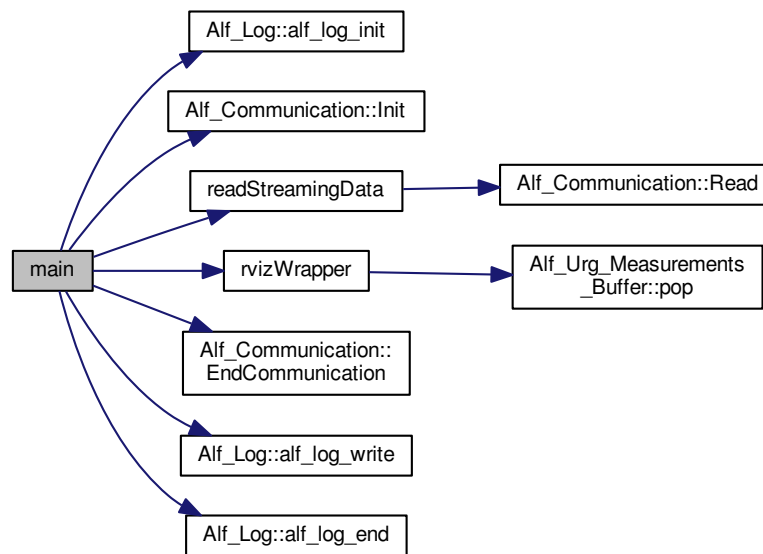 Alf_Log::alf_log_init
Alf_Communication::Init
readStreamingData
Alf_Communication::Read
main
rvizWrapper
Alf_Urg_Measurements
_Buffer::pop
Alf_Communication::
EndCommunication
Alf_Log::alf_log_write
Alf_Log::alf_log_end